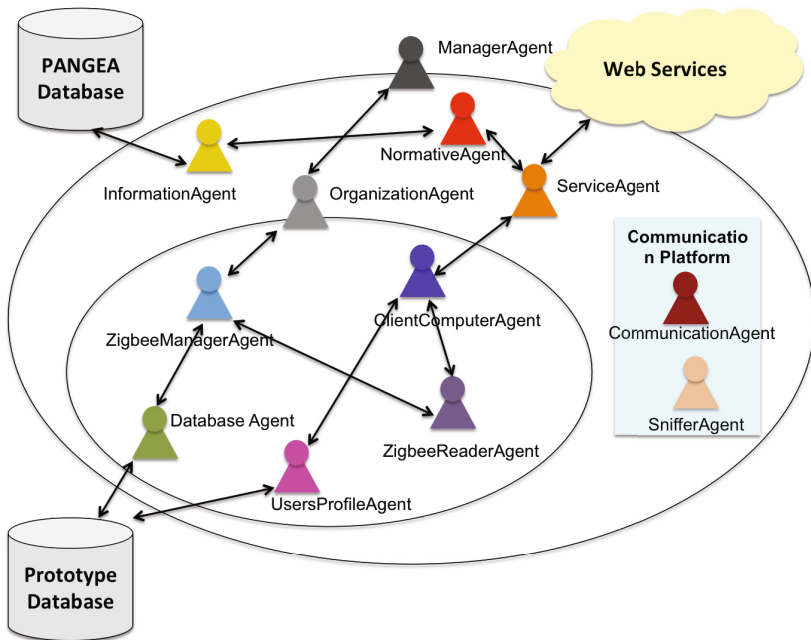 ManagerAgent
PANGEA
Database
Web Services
NormativeAgent
InformationAgent
OrganizationAgent
ServiceAgent
Communicatio
n Platform
ClientComputerAgent
CommunicationAgent
ZigbeeManagerAgent
Database Agent
SnifferAgent
ZigbeeReaderAgent
UsersProfileAgent
Prototype
Database